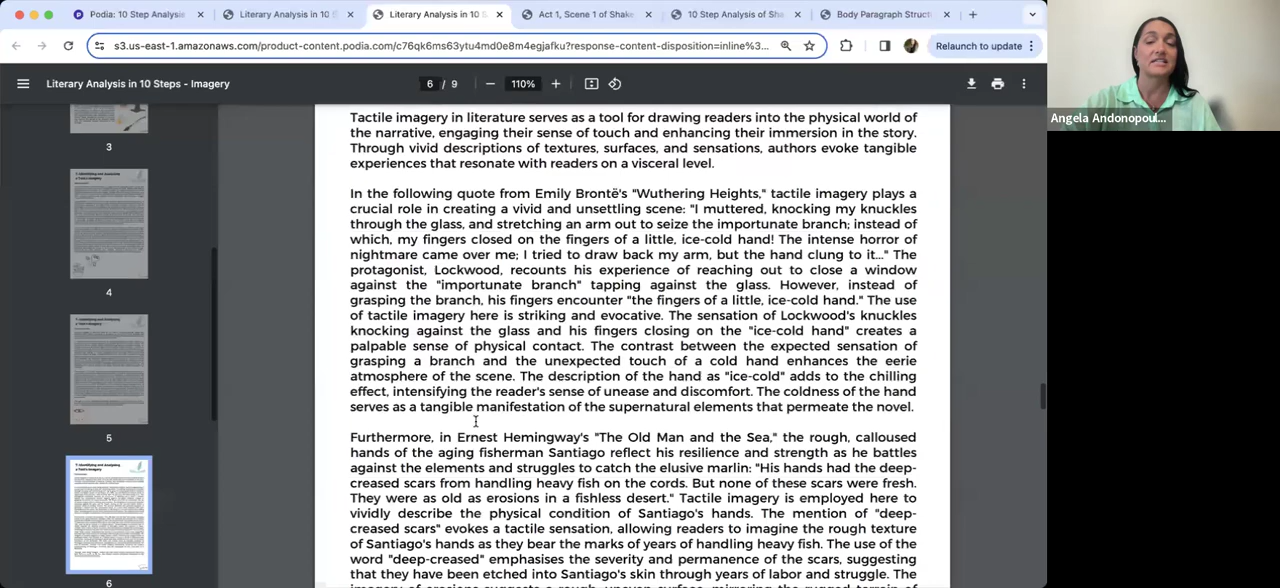 Podia: 10 Step Analysis
Literary Analysis in 10
Literary Analysis in 10 S
Act 1, Scene 1 of Shake
10 Step Analysis of Sha
Body Paragraph Struct
s3.us-east-1.amazonaws.com/product-content.podia/c76qk6ms63ytu4md0e8m4egjafku?response-content-disposition=inline%3...
Relaunch to update
Literary Analysis in 10 Steps - Imagery
6 / 9
110%
Angela Andonopoul...
3
4
5
6
Tactile imagery in literature serves as a tool for drawing readers into the physical world of
the narrative, engaging their sense of touch and enhancing their immersion in the story.
Through vivid descriptions of textures, surfaces, and sensations, authors evoke tangible
experiences that resonate with readers on a visceral level.
In the following quote from Emily Brontë's "Wuthering Heights," tactile imagery plays a
crucial role in creating a vivid and unsettling scene: "I muttered, knocking my knuckles
through the glass, and stretching an arm out to seize the importunate branch; instead of
which, my fingers closed on the fingers of a little, ice-cold hand! The intense horror of
nightmare came over me; I tried to draw back my arm, but the hand clung to it..." The
protagonist, Lockwood, recounts his experience of reaching out to close a window
against the "importunate branch" tapping against the glass. However, instead of
grasping the branch, his fingers encounter "the fingers of a little, ice-cold hand." The use
of tactile imagery here is striking and evocative. The sensation of Lockwood's knuckles
knocking against the glass and his fingers closing on the "ice-cold hand" creates a
palpable sense of physical contact. The contrast between the expected sensation of
grasping a branch and the unexpected touch of a cold hand enhances the eerie
atmosphere of the scene. The description of the hand as "ice-cold" adds to the chilling
effect, intensifying the reader's sense of unease and discomfort. The coldness of the hand
serves as a tangible manifestation of the supernatural elements that permeate the novel.
Furthermore, in Ernest Hemingway's "The Old Man and the Sea," the rough, calloused
hands of the aging fisherman Santiago reflect his resilience and strength as he battles
against the elements and struggles to catch the elusive marlin: "His hands had the deep-
creased scars from handling heavy fish on the cords. But none of these scars were fresh.
They were as old as erosions in a fishless desert." Tactile imagery is employed here to
vividly describe the physical condition of Santiago's hands. The mention of "deep-
creased scars" evokes a tactile sensation allowing readers to imagine the rough texture
of his hands, weathered and marked by years of handling heavy fish. The use of the
word "deep-creased" emphasises the severity and permanence of the scars, suggesting
that they have been etched into Santiago's skin through years of labor and struggle. The
imagery of erosions suggests a rough, uneven surface, mirroring the rugged terrain of